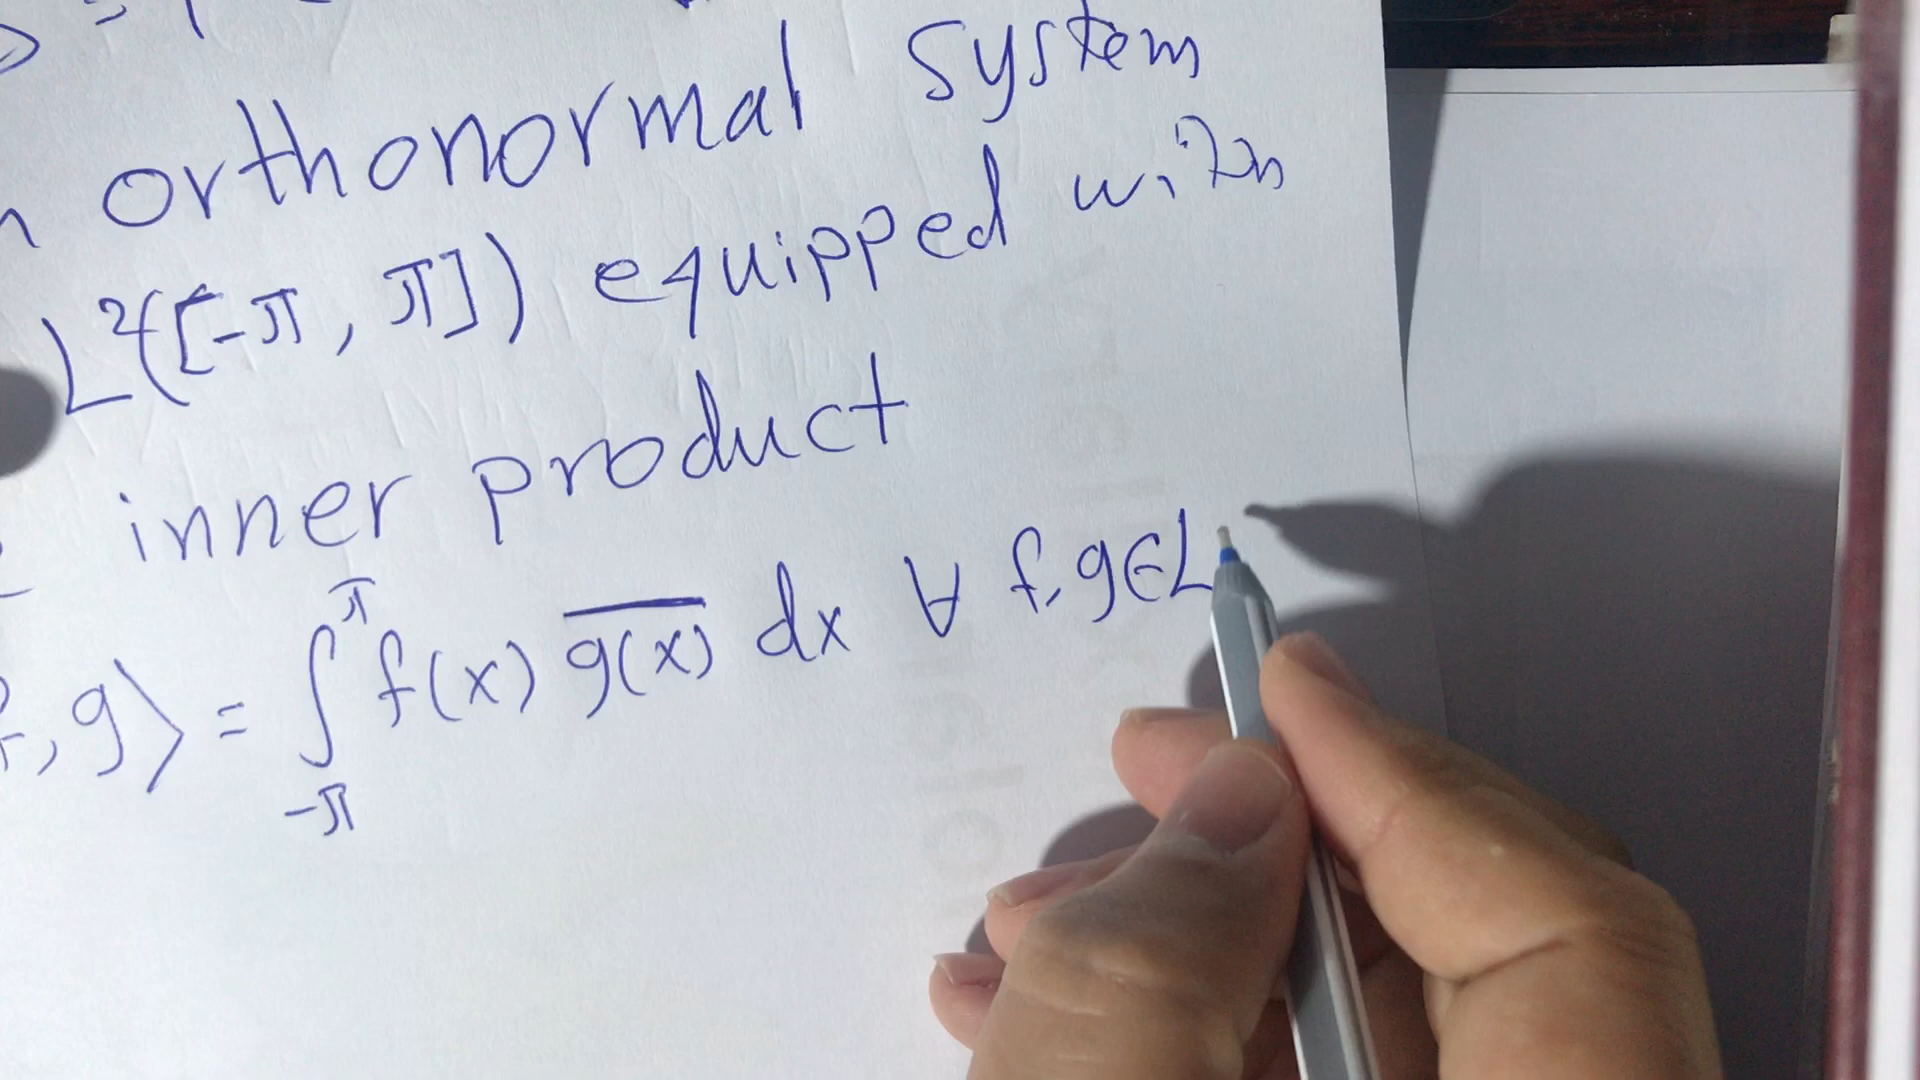 orthonormal system
L²([-π, π]) equipped with
inner product
, g⟩ = ∫_{-π}^{π} f(x) \overline{g(x)} dx ∀ f, g ∈ L